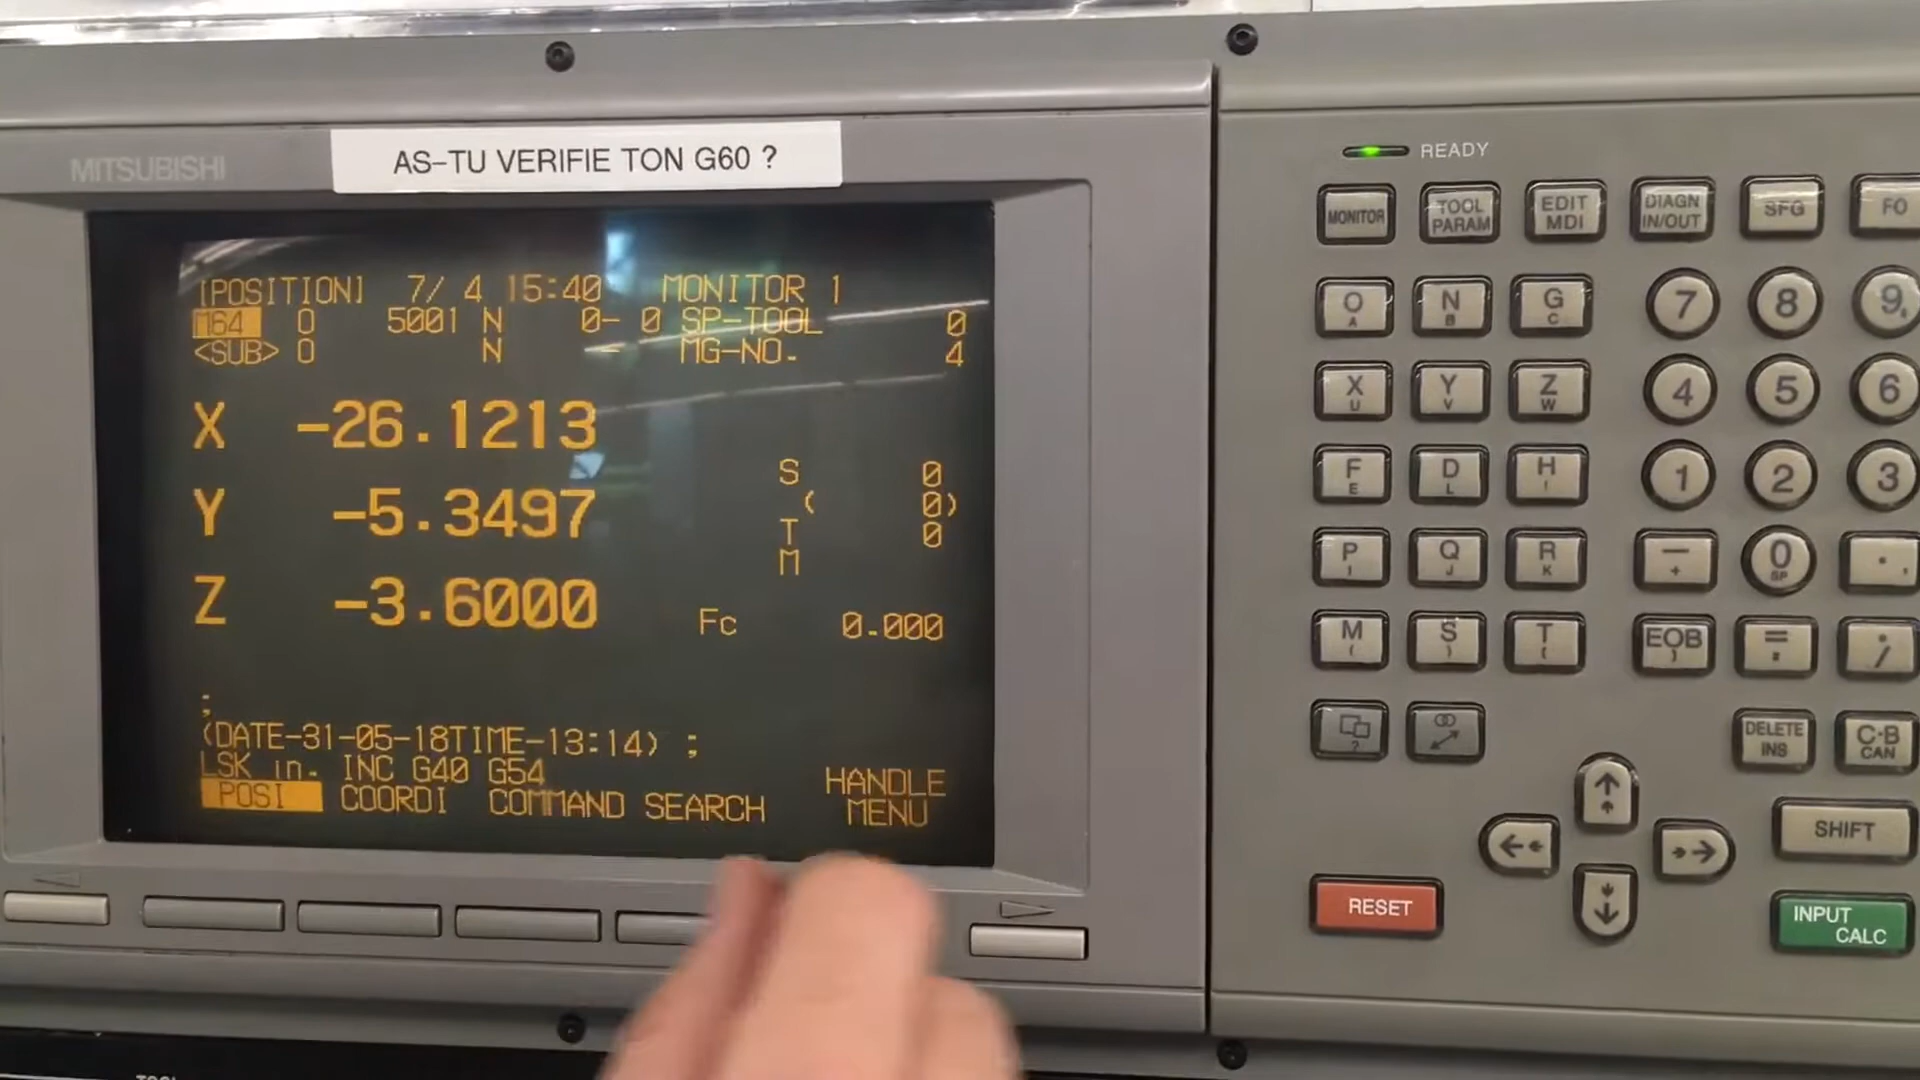 MITSUBISHI
AS-TU VERIFIE TON G60 ?
[POSITION] 7/ 4 15:40 MONITOR 1
M64 O 5001 N 0- 0 SP-TOOL 0
<SUB> O N - MG-NO. 4
X -26.1213
Y -5.3497
Z -3.6000
S 0
( 0)
T 0
M
Fc 0.000
;
(DATE-31-05-18TIME-13:14) ;
LSK in. INC G40 G54
POSI COORDI COMMAND SEARCH HANDLE MENU
READY
MONITOR TOOL PARAM EDIT MDI DIAGN IN/OUT SFG F0
O A N B G C 7 8 9
X U Y V Z W 4 5 6
F E D L H ! 1 2 3
P I Q J R K - + 0 SP . ,
M ( S ) T [ EOB ] = /
?
DELETE INS C·B CAN
SHIFT
RESET
INPUT CALC